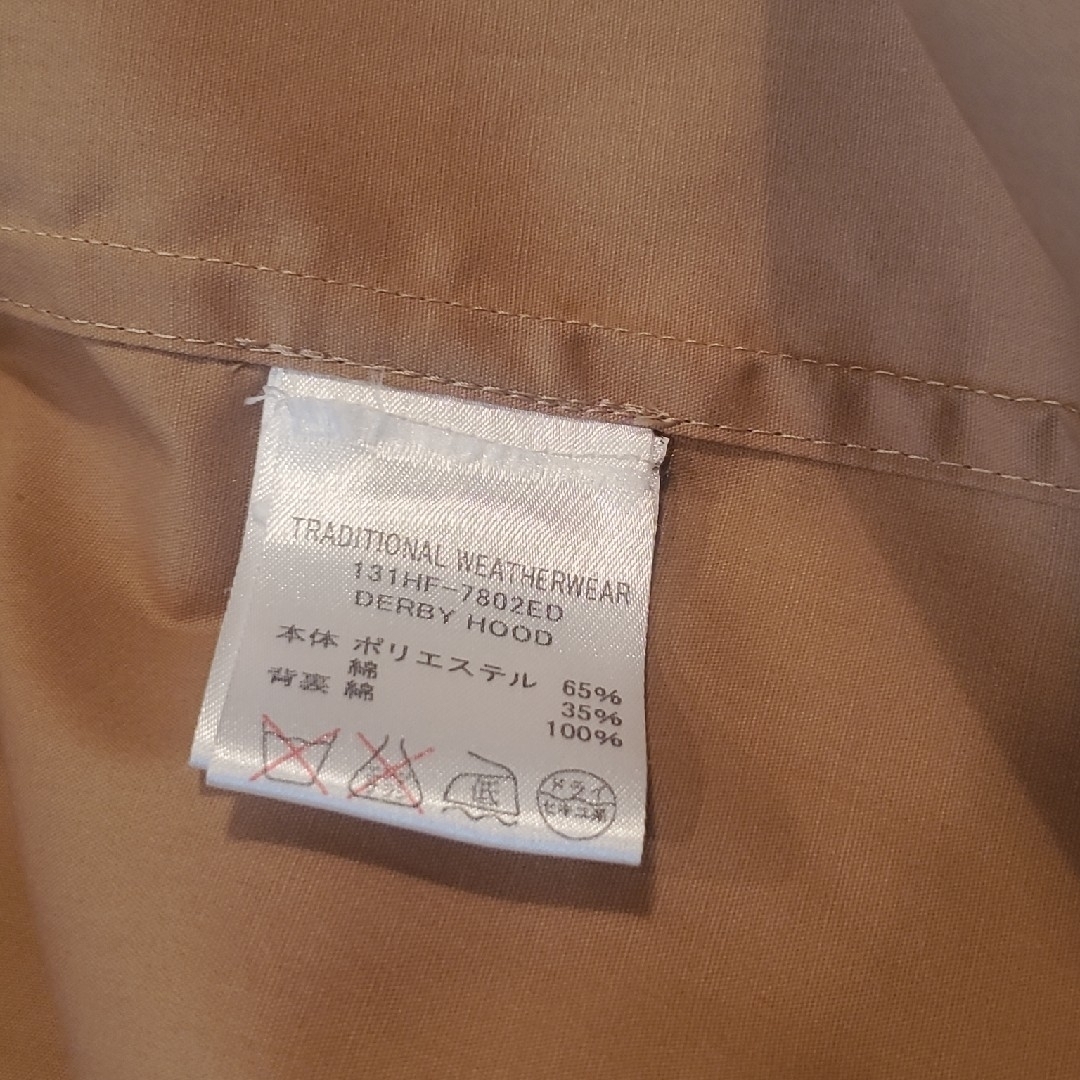 TRADITIONAL WEATHERWEAR
131HF-7802ED
DERBY HOOD
本体 ポリエステル 65%
綿 35%
背裏 綿 100%
低
ドライ
セキユ系